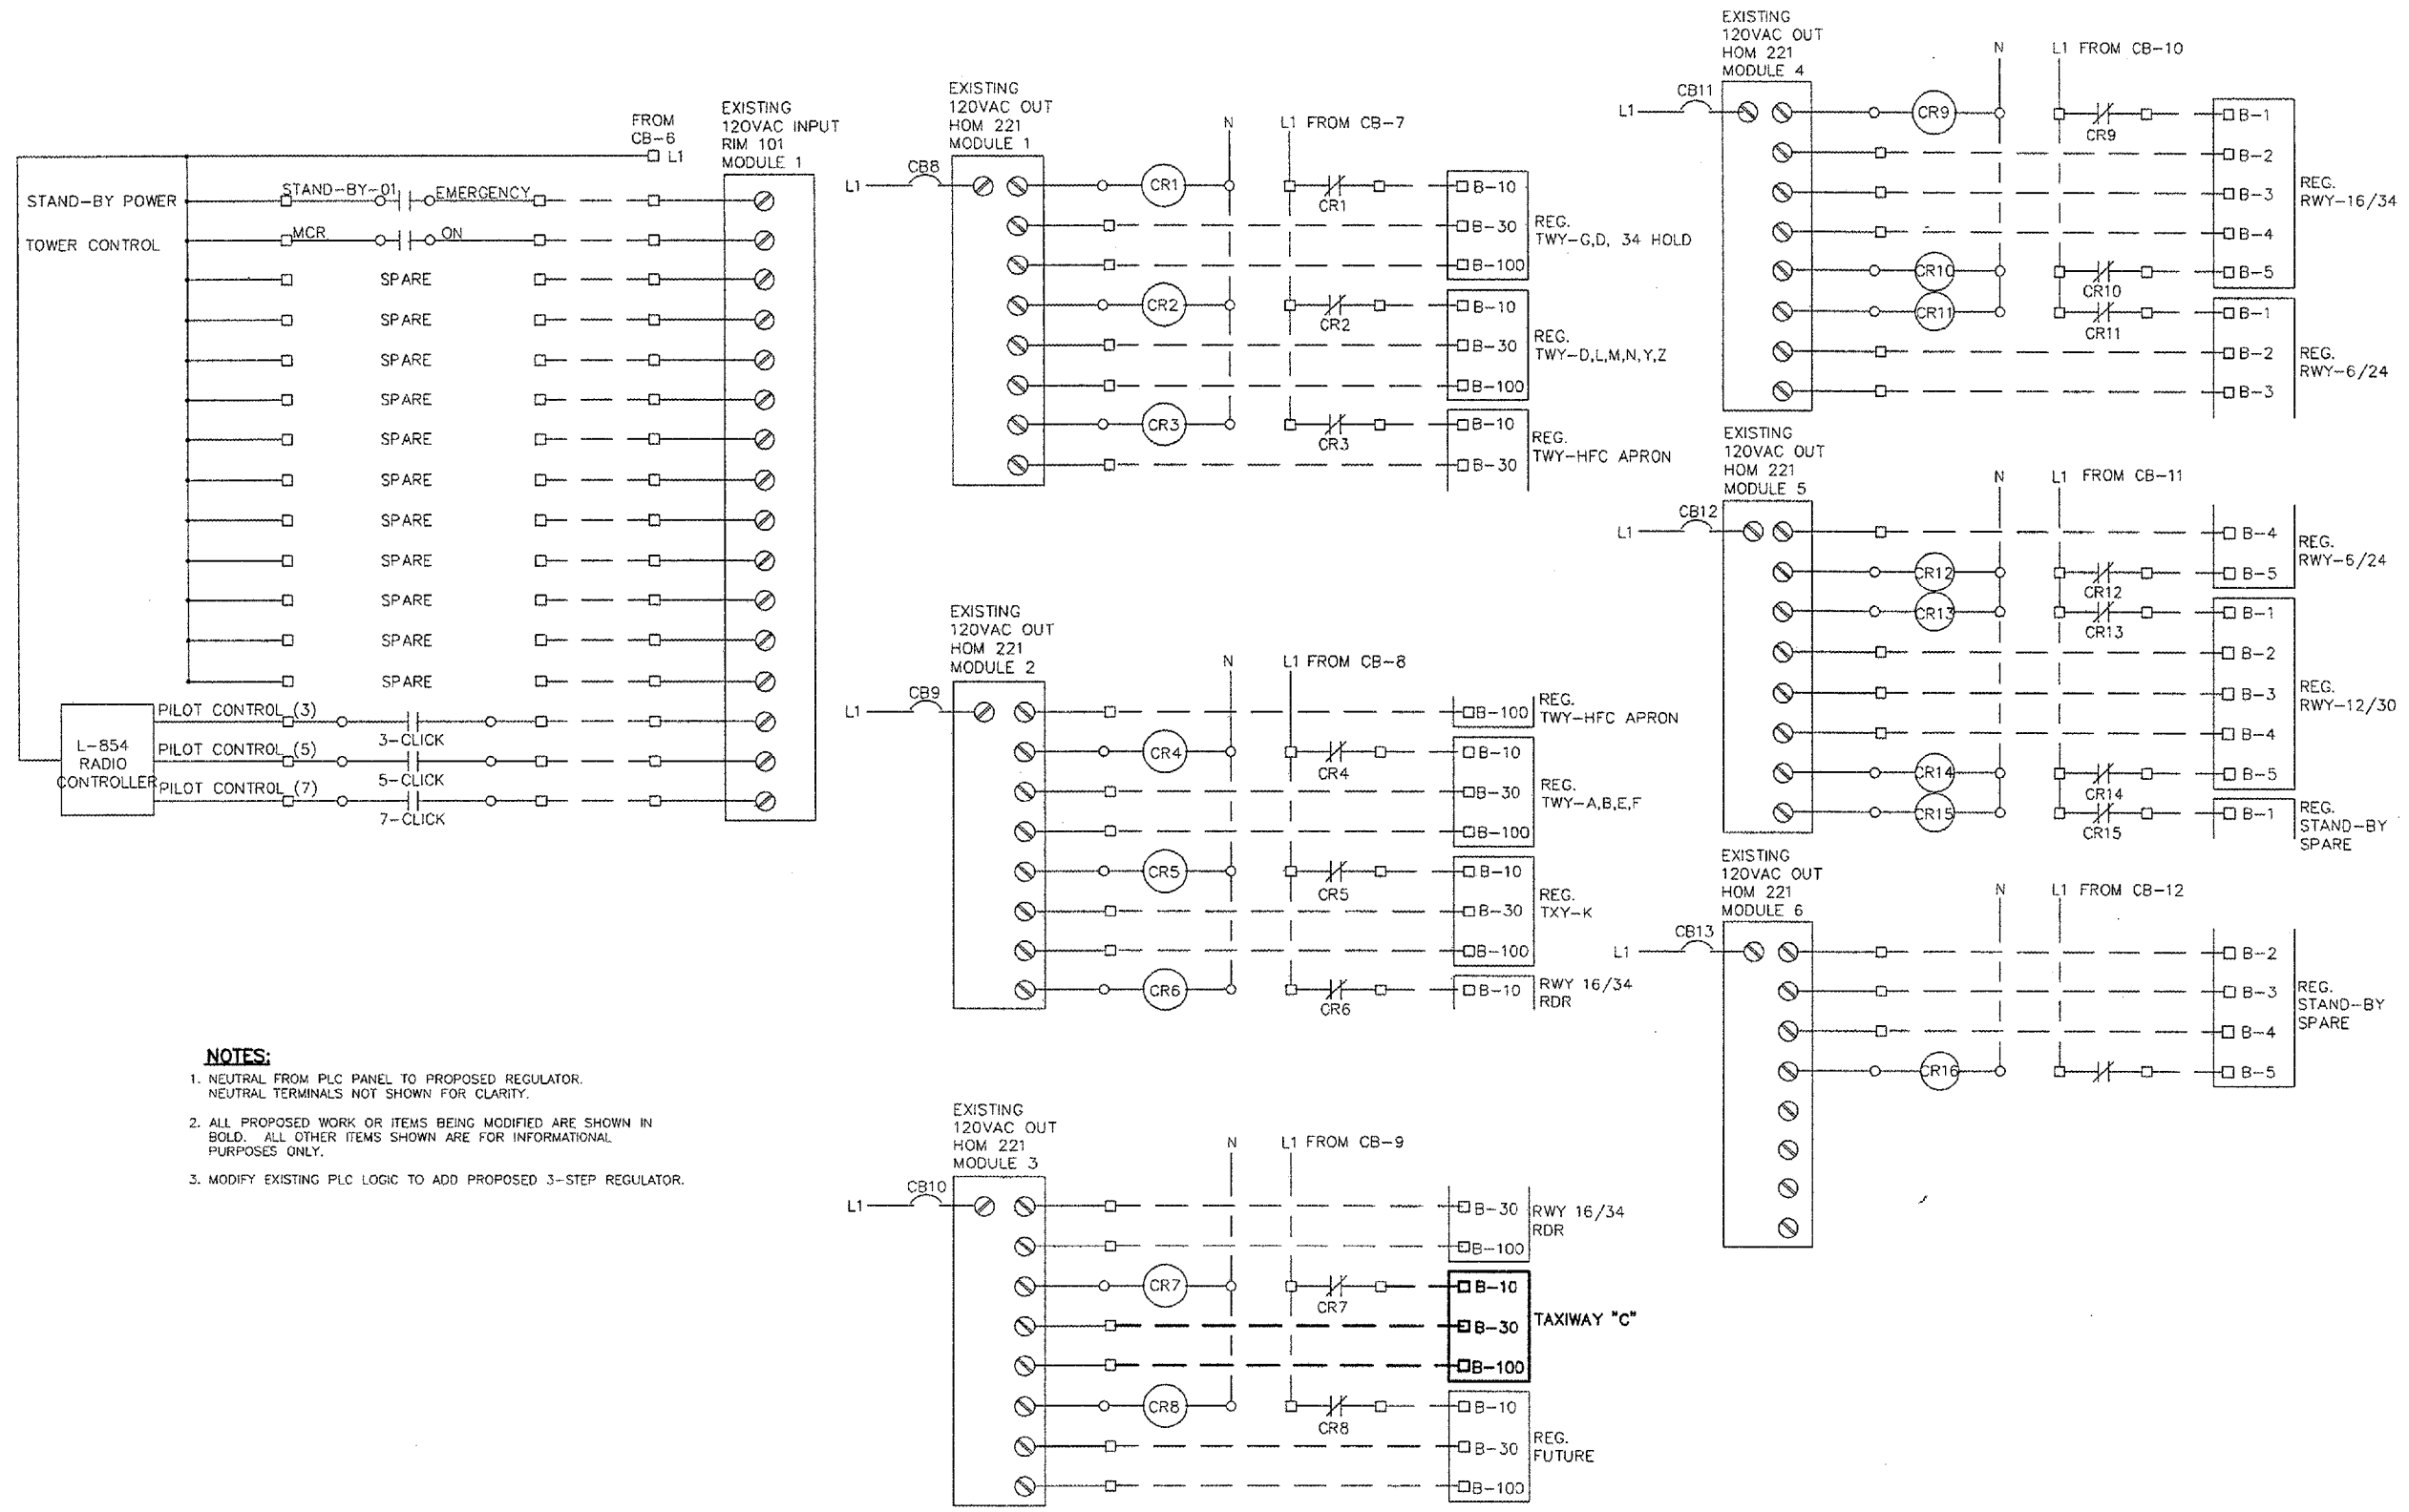 FROM
CB-6
L1
STAND-BY POWER
STAND-BY-01
EMERGENCY
TOWER CONTROL
MCR
ON
SPARE
SPARE
SPARE
SPARE
SPARE
SPARE
SPARE
SPARE
SPARE
SPARE
SPARE
L-854
RADIO
CONTROLLER
PILOT CONTROL (3)
3-CLICK
PILOT CONTROL (5)
5-CLICK
PILOT CONTROL (7)
7-CLICK
EXISTING
120VAC INPUT
RIM 101
MODULE 1
NOTES:
1. NEUTRAL FROM PLC PANEL TO PROPOSED REGULATOR.
NEUTRAL TERMINALS NOT SHOWN FOR CLARITY.
2. ALL PROPOSED WORK OR ITEMS BEING MODIFIED ARE SHOWN IN
BOLD. ALL OTHER ITEMS SHOWN ARE FOR INFORMATIONAL
PURPOSES ONLY.
3. MODIFY EXISTING PLC LOGIC TO ADD PROPOSED 3-STEP REGULATOR.
EXISTING
120VAC OUT
HOM 221
MODULE 1
L1
CB8
N
L1 FROM CB-7
CR1
CR1
B-10
B-30
B-100
REG.
TWY-G,D, 34 HOLD
CR2
CR2
B-10
B-30
B-100
REG.
TWY-D,L,M,N,Y,Z
CR3
CR3
B-10
B-30
REG.
TWY-HFC APRON
EXISTING
120VAC OUT
HOM 221
MODULE 2
L1
CB9
N
L1 FROM CB-8
B-100
REG.
TWY-HFC APRON
CR4
CR4
B-10
B-30
B-100
REG.
TWY-A,B,E,F
CR5
CR5
B-10
B-30
B-100
REG.
TXY-K
CR6
CR6
B-10
RWY 16/34
RDR
EXISTING
120VAC OUT
HOM 221
MODULE 3
L1
CB10
N
L1 FROM CB-9
B-30
B-100
RWY 16/34
RDR
CR7
CR7
B-10
B-30
B-100
TAXIWAY "C"
CR8
CR8
B-10
B-30
B-100
REG.
FUTURE
EXISTING
120VAC OUT
HOM 221
MODULE 4
L1
CB11
N
L1 FROM CB-10
CR9
CR9
B-1
B-2
B-3
B-4
CR10
CR10
B-5
REG.
RWY-16/34
CR11
CR11
B-1
B-2
B-3
REG.
RWY-6/24
EXISTING
120VAC OUT
HOM 221
MODULE 5
L1
CB12
N
L1 FROM CB-11
B-4
CR12
CR12
B-5
REG.
RWY-6/24
CR13
CR13
B-1
B-2
B-3
B-4
CR14
CR14
B-5
REG.
RWY-12/30
CR15
CR15
B-1
REG.
STAND-BY
SPARE
EXISTING
120VAC OUT
HOM 221
MODULE 6
L1
CB13
N
L1 FROM CB-12
B-2
B-3
B-4
CR16
B-5
REG.
STAND-BY
SPARE